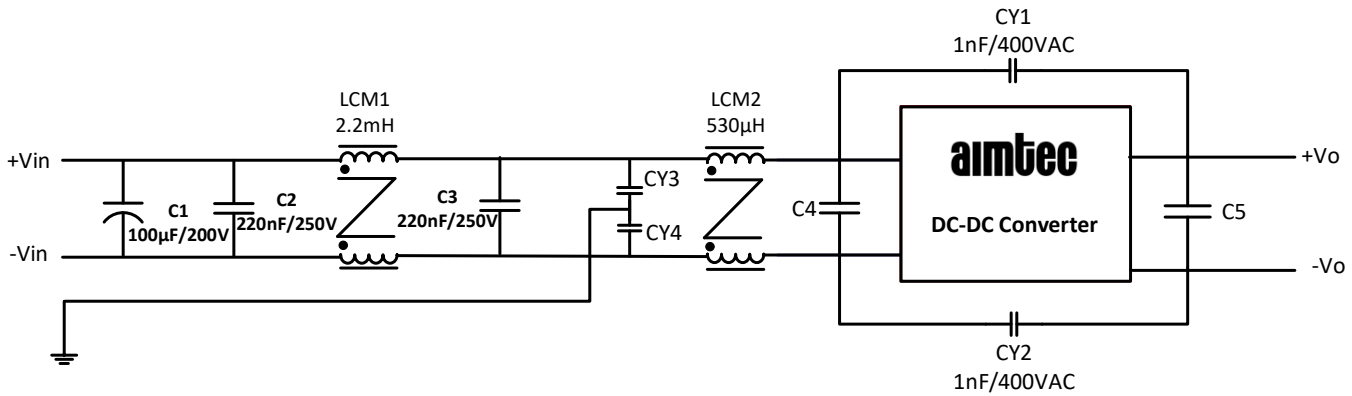 CY1
1nF/400VAC
LCM1
2.2mH
LCM2
530µH
+Vin
aimtec
+Vo
C1
100µF/200V
C2
220nF/250V
C3
220nF/250V
CY3
CY4
C4
DC-DC Converter
C5
-Vin
-Vo
CY2
1nF/400VAC